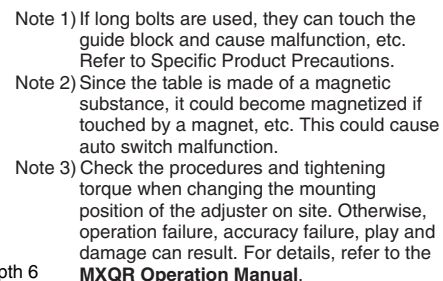 Note 1) If long bolts are used, they can touch the
guide block and cause malfunction, etc.
Refer to Specific Product Precautions.
Note 2) Since the table is made of a magnetic
substance, it could become magnetized if
touched by a magnet, etc. This could cause
auto switch malfunction.
Note 3) Check the procedures and tightening
torque when changing the mounting
position of the adjuster on site. Otherwise,
operation failure, accuracy failure, play and
damage can result. For details, refer to the
pth 6 MXQR Operation Manual.